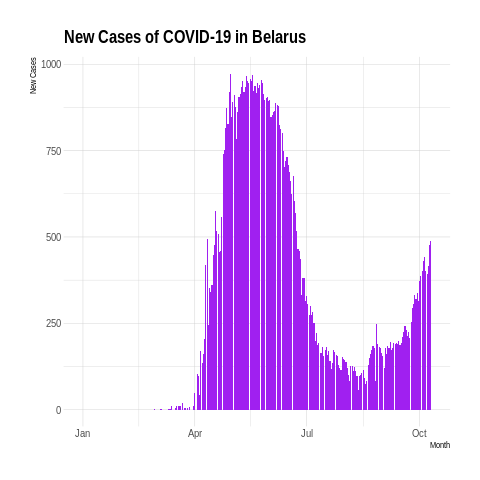 New Cases of COVID-19 in Belarus
New Cases
1000
750
500
250
0
Jan Apr Jul Oct
Month